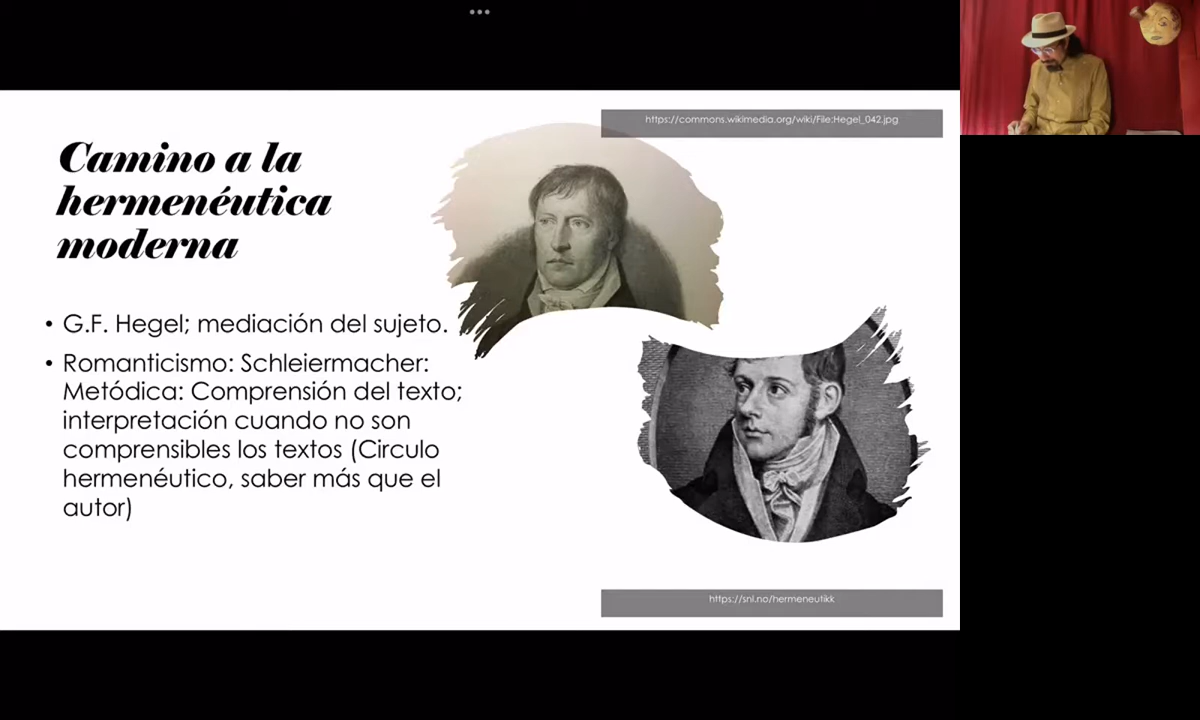 https://commons.wikimedia.org/wiki/File:Hegel_042.jpg
Camino a la
hermenéutica
moderna
• G.F. Hegel; mediación del sujeto.
• Romanticismo: Schleiermacher:
Metódica: Comprensión del texto;
interpretación cuando no son
comprensibles los textos (Circulo
hermenéutico, saber más que el
autor)
https://snl.no/hermeneutikk